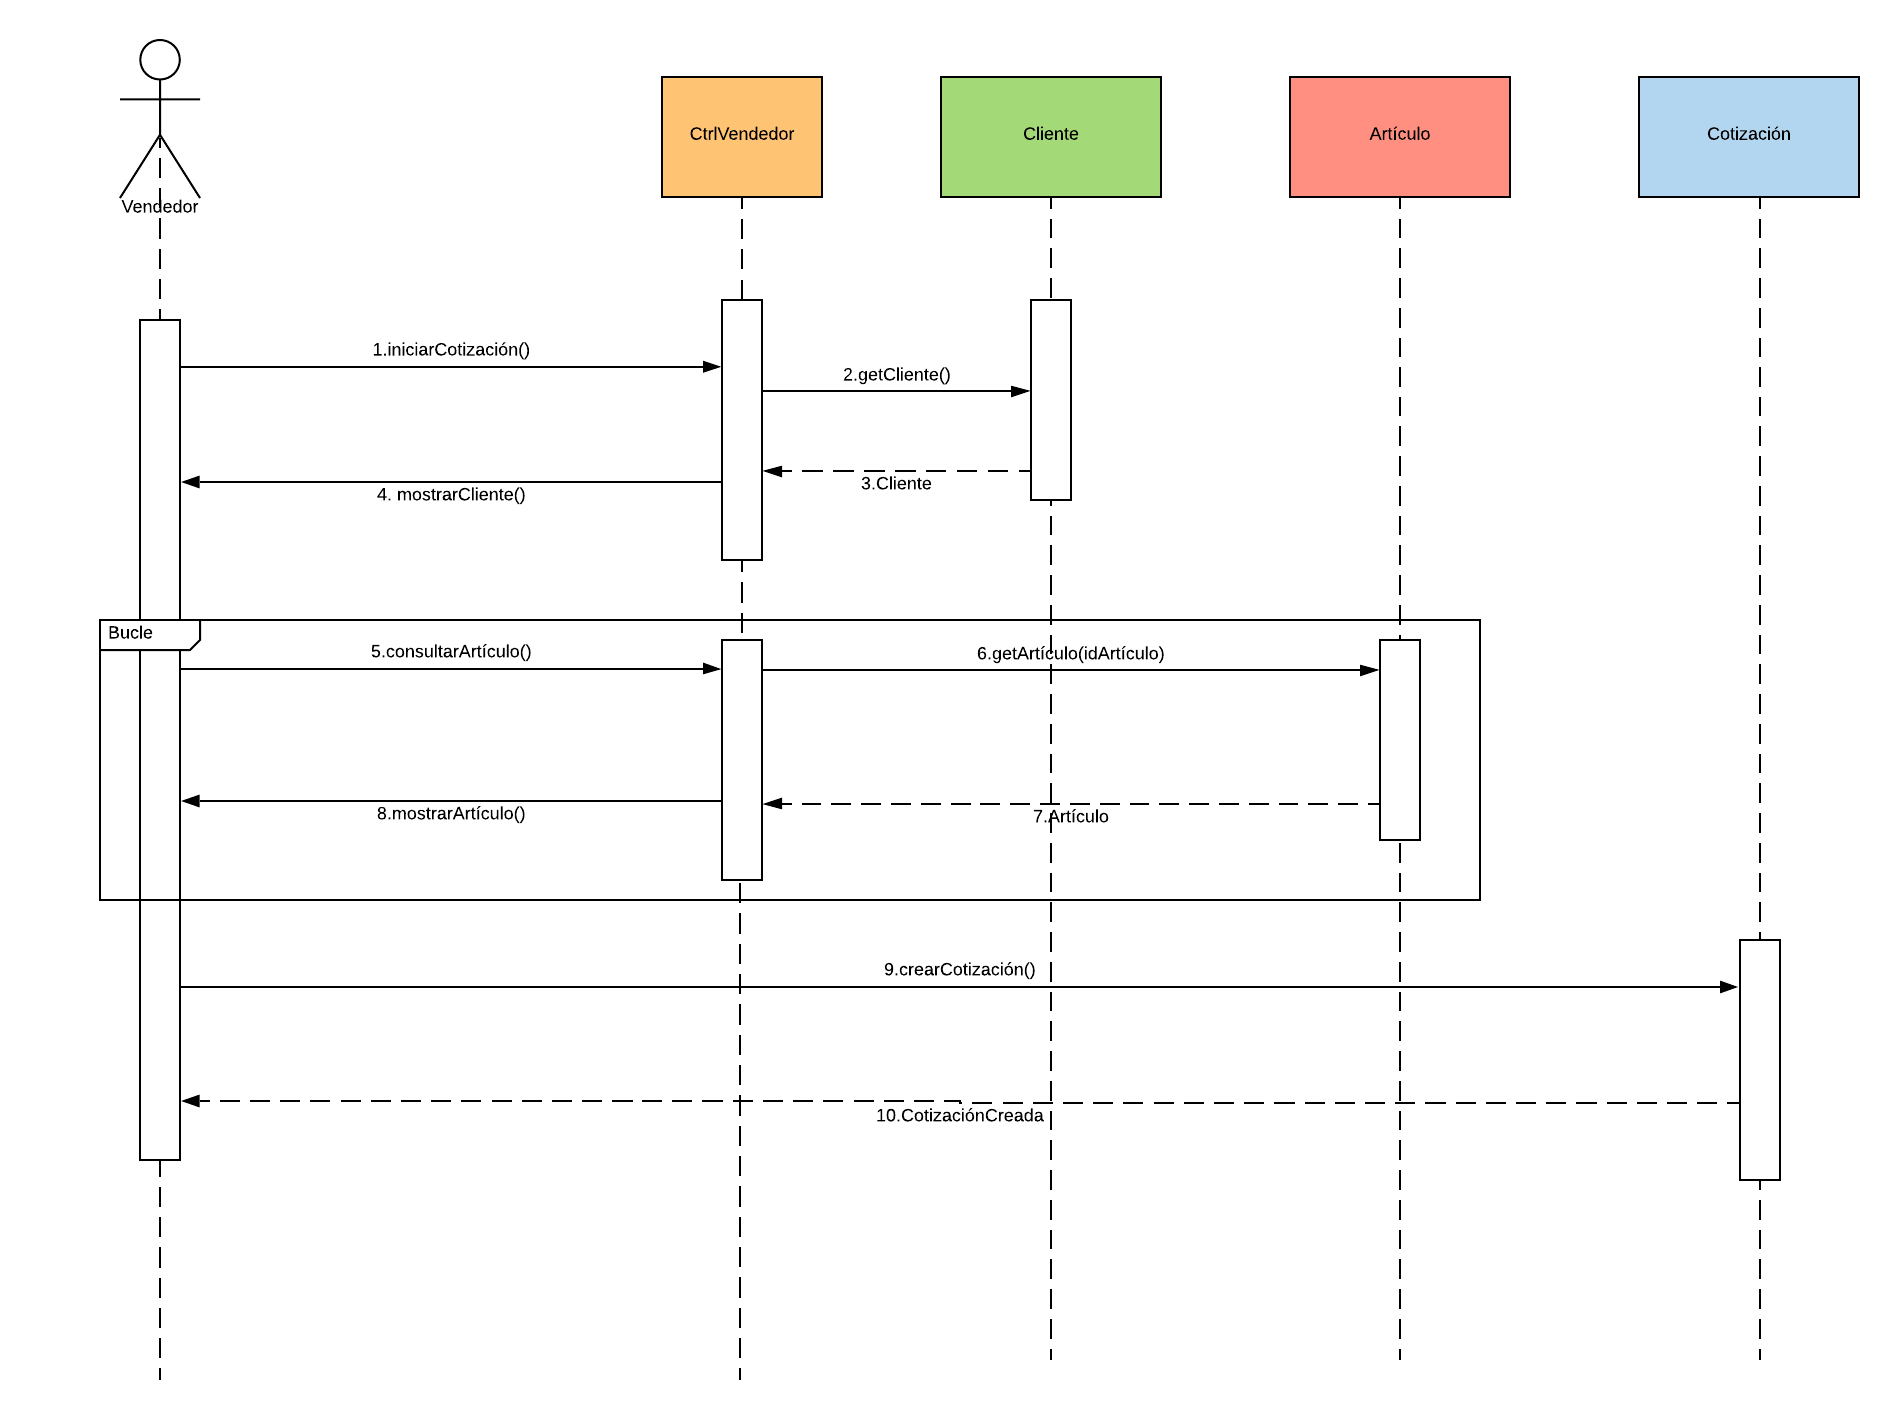 Vendedor
CtrlVendedor
Cliente
Artículo
Cotización
1.iniciarCotización()
2.getCliente()
3.Cliente
4. mostrarCliente()
Bucle
5.consultarArtículo()
6.getArtículo(idArtículo)
7.Artículo
8.mostrarArtículo()
9.crearCotización()
10.CotizaciónCreada